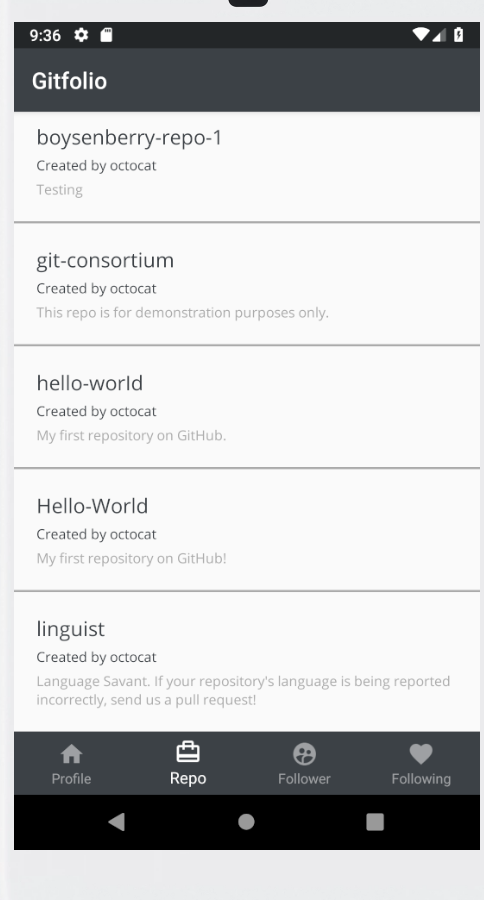 9:36
Gitfolio
boysenberry-repo-1
Created by octocat
Testing
git-consortium
Created by octocat
This repo is for demonstration purposes only.
hello-world
Created by octocat
My first repository on GitHub.
Hello-World
Created by octocat
My first repository on GitHub!
linguist
Created by octocat
Language Savant. If your repository's language is being reported
incorrectly, send us a pull request!
Profile
Repo
Follower
Following